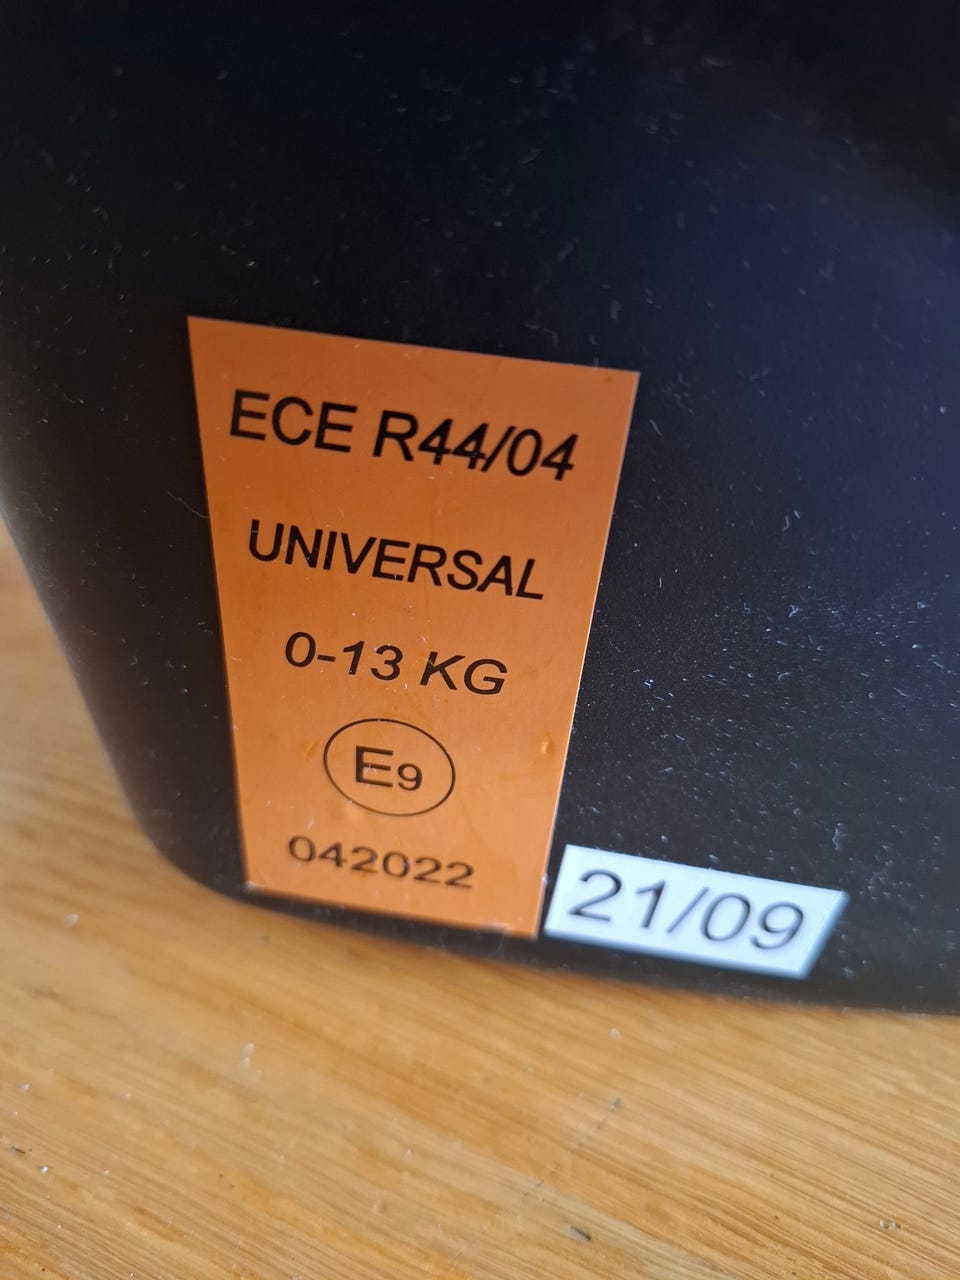 ECE R44/04
UNIVERSAL
0-13 KG
E9
042022
21/09